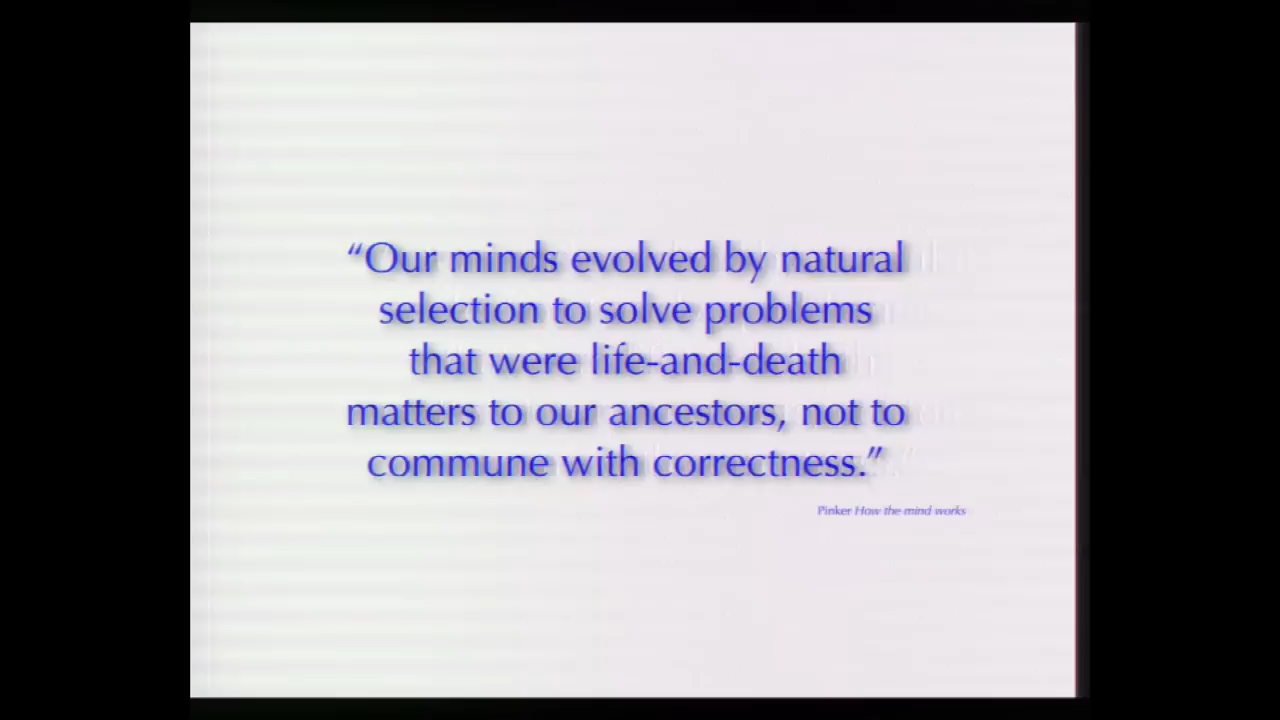 “Our minds evolved by natural
selection to solve problems
that were life-and-death
matters to our ancestors, not to
commune with correctness.”
Pinker How the mind works